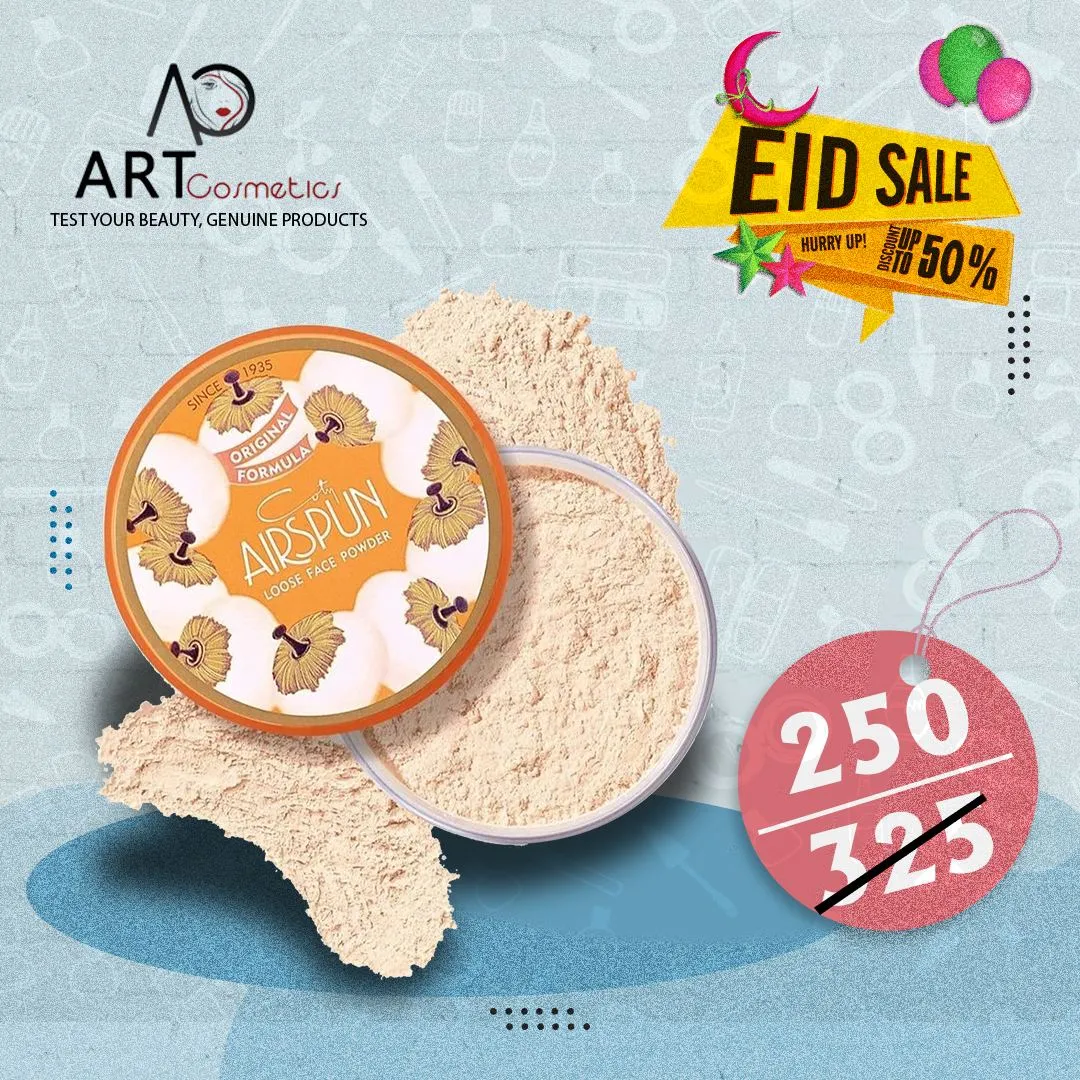 ART Cosmetics
TEST YOUR BEAUTY, GENUINE PRODUCTS
EID SALE
HURRY UP! DISCOUNT UP TO 50%
SINCE 1935
ORIGINAL
FORMULA
Coty
AIRSPUN
LOOSE FACE POWDER
250
325